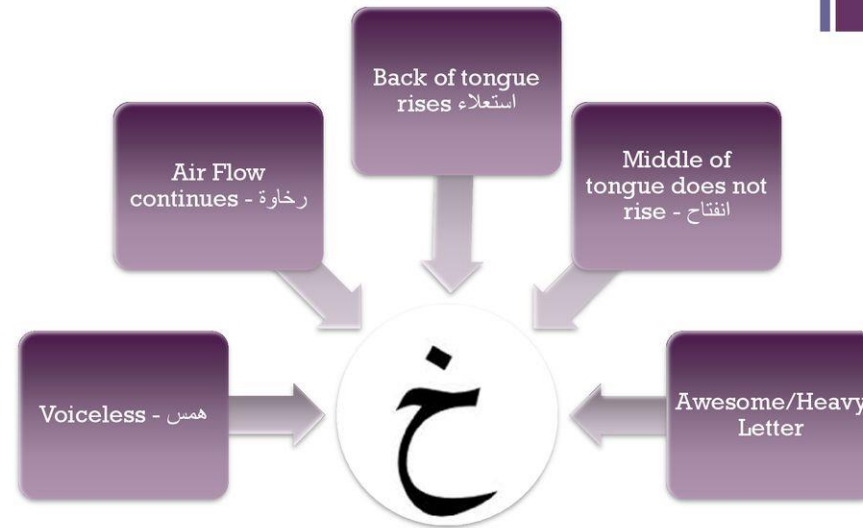 Back of tongue
rises استعلاء
Air Flow
continues - رخاوة
Middle of
tongue does not
rise - انفتاح
Voiceless - همس
Awesome/Heavy
Letter
خ